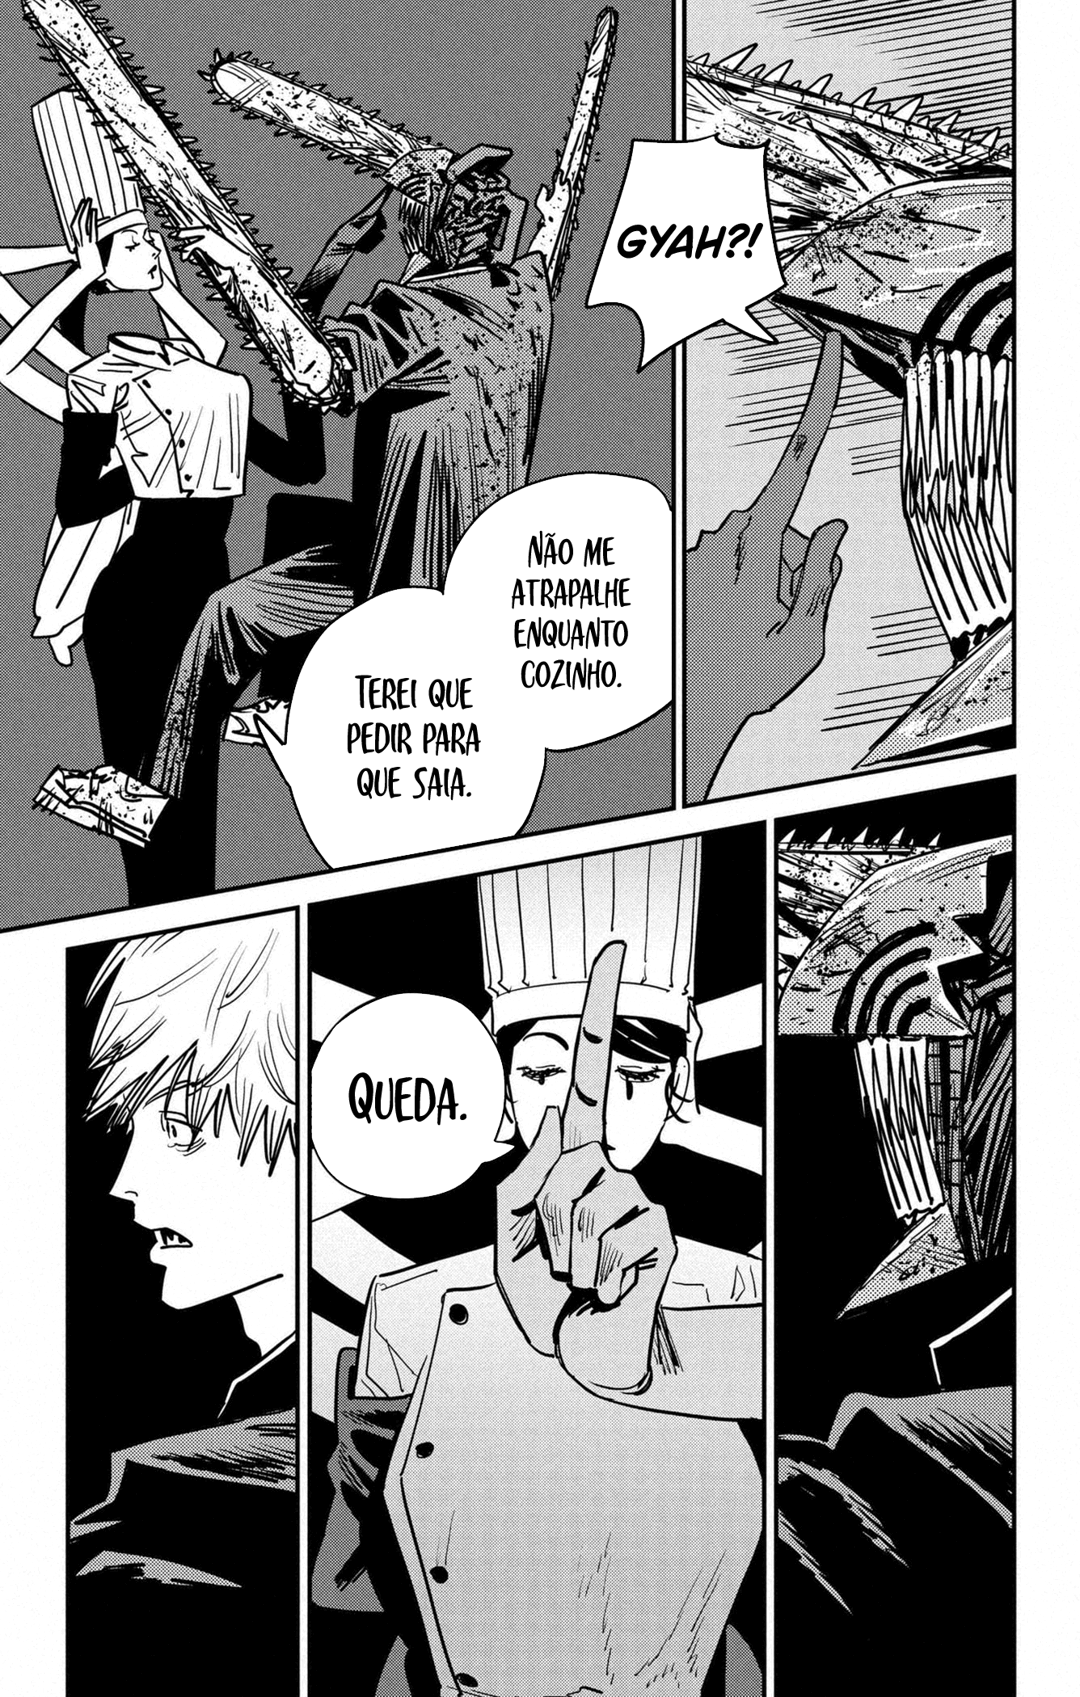 GYAH?!
NÃO ME
ATRAPALHE
ENQUANTO
COZINHO.
TEREI QUE
PEDIR PARA
QUE SAIA.
QUEDA.